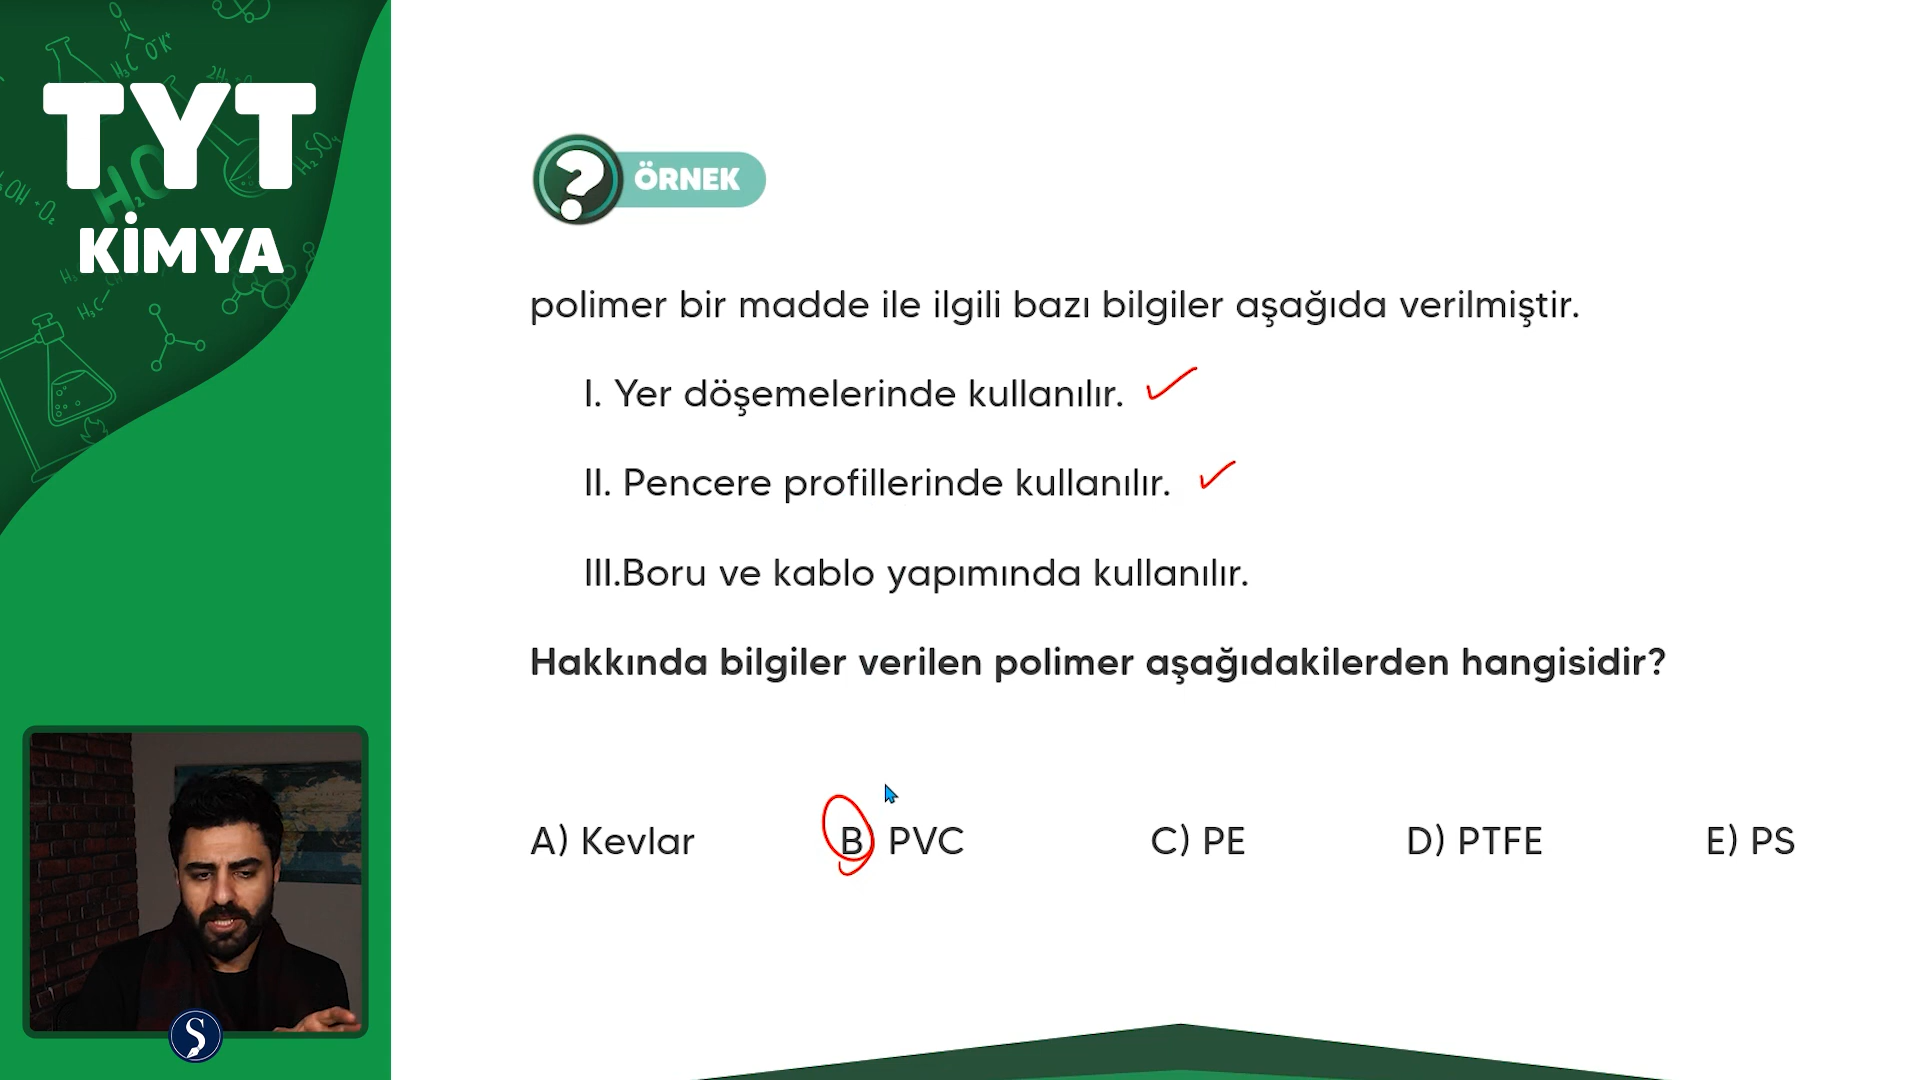 TYT
KİMYA
ÖRNEK
polimer bir madde ile ilgili bazı bilgiler aşağıda verilmiştir.
I. Yer döşemelerinde kullanılır.
II. Pencere profillerinde kullanılır.
III.Boru ve kablo yapımında kullanılır.
Hakkında bilgiler verilen polimer aşağıdakilerden hangisidir?
A) Kevlar B) PVC C) PE D) PTFE E) PS